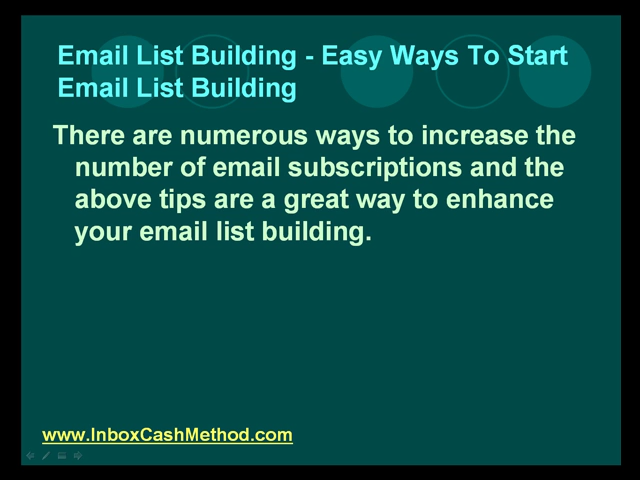 Email List Building - Easy Ways To Start
Email List Building
There are numerous ways to increase the
number of email subscriptions and the
above tips are a great way to enhance
your email list building.
www.InboxCashMethod.com